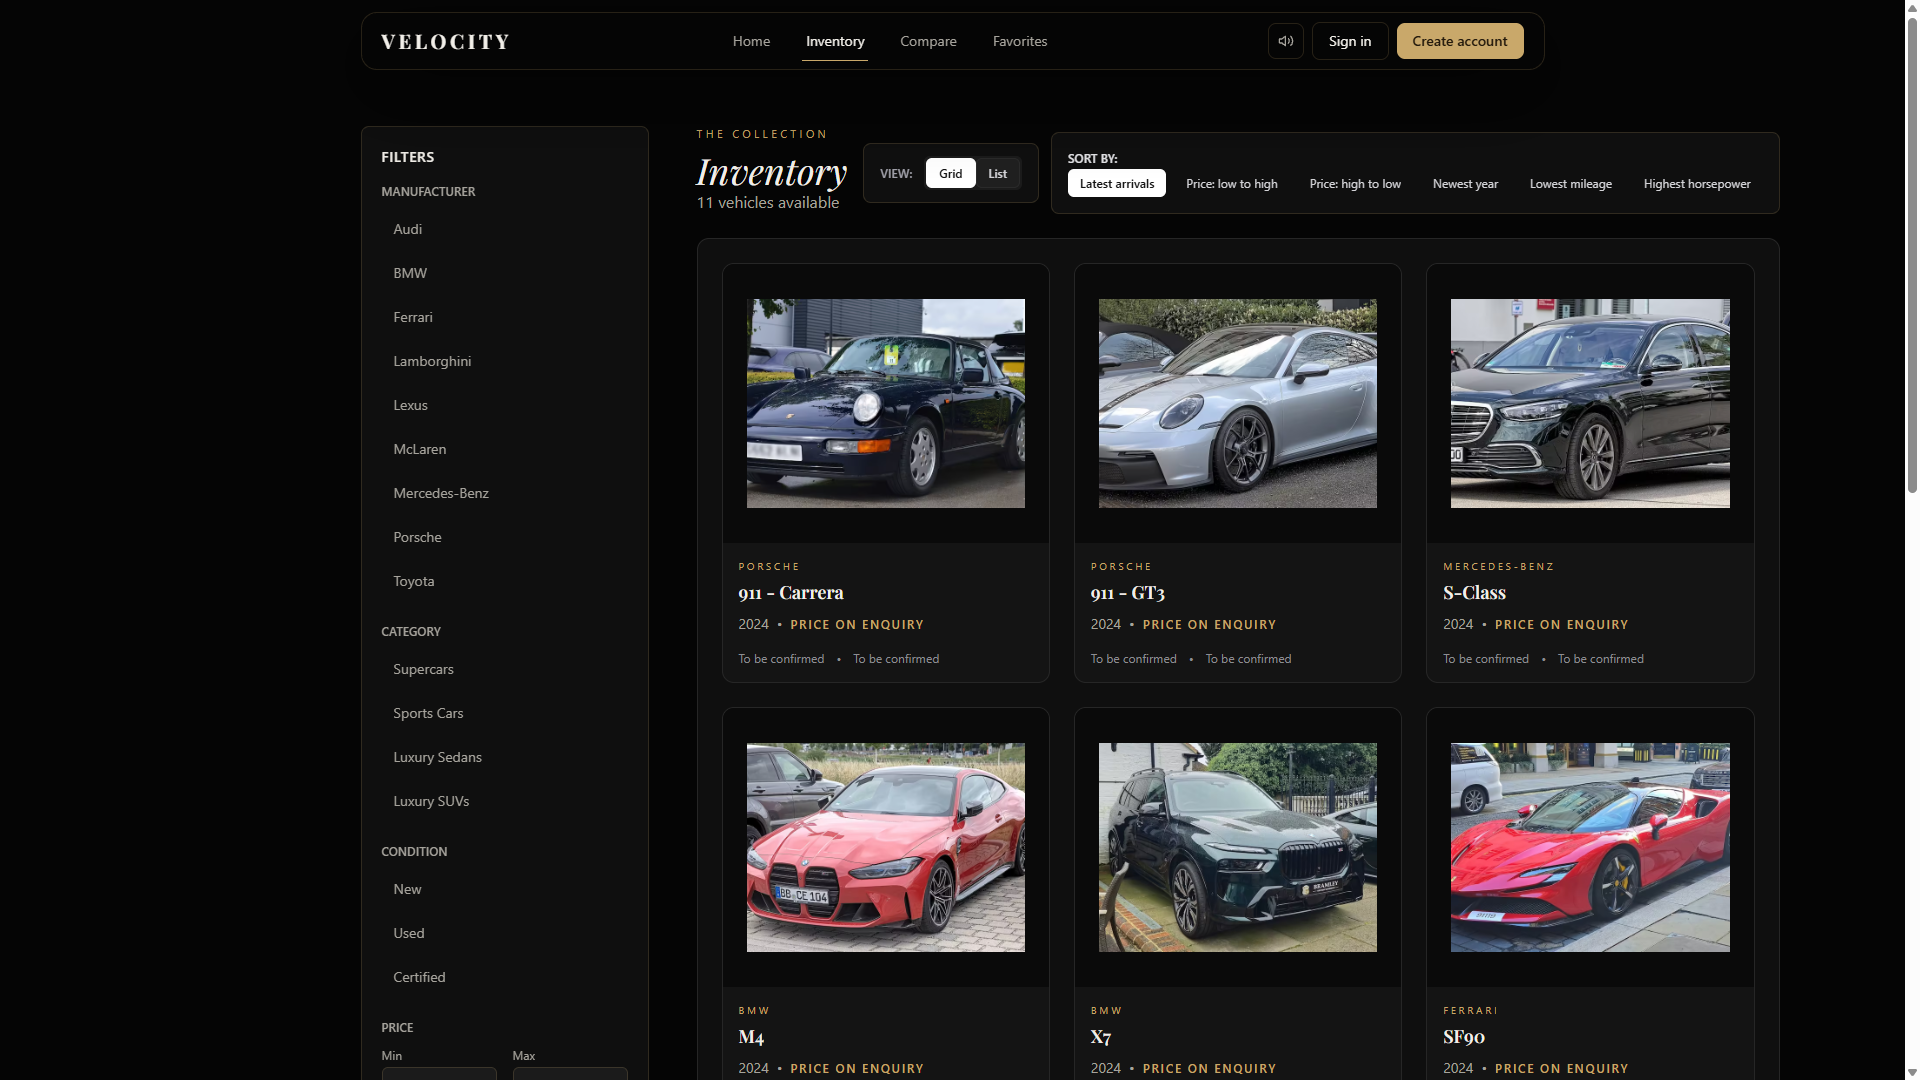 VELOCITY
Home
Inventory
Compare
Favorites
Sign in
Create account
FILTERS
MANUFACTURER
Audi
BMW
Ferrari
Lamborghini
Lexus
McLaren
Mercedes-Benz
Porsche
Toyota
CATEGORY
Supercars
Sports Cars
Luxury Sedans
Luxury SUVs
CONDITION
New
Used
Certified
PRICE
Min
Max
THE COLLECTION
Inventory
11 vehicles available
VIEW:
Grid
List
SORT BY:
Latest arrivals
Price: low to high
Price: high to low
Newest year
Lowest mileage
Highest horsepower
PORSCHE
911 - Carrera
2024 • PRICE ON ENQUIRY
To be confirmed • To be confirmed
PORSCHE
911 - GT3
2024 • PRICE ON ENQUIRY
To be confirmed • To be confirmed
MERCEDES-BENZ
S-Class
2024 • PRICE ON ENQUIRY
To be confirmed • To be confirmed
BB CE 104
BMW
M4
2024 • PRICE ON ENQUIRY
BRAMLEY
BMW
X7
2024 • PRICE ON ENQUIRY
FERRARI
SF90
2024 • PRICE ON ENQUIRY